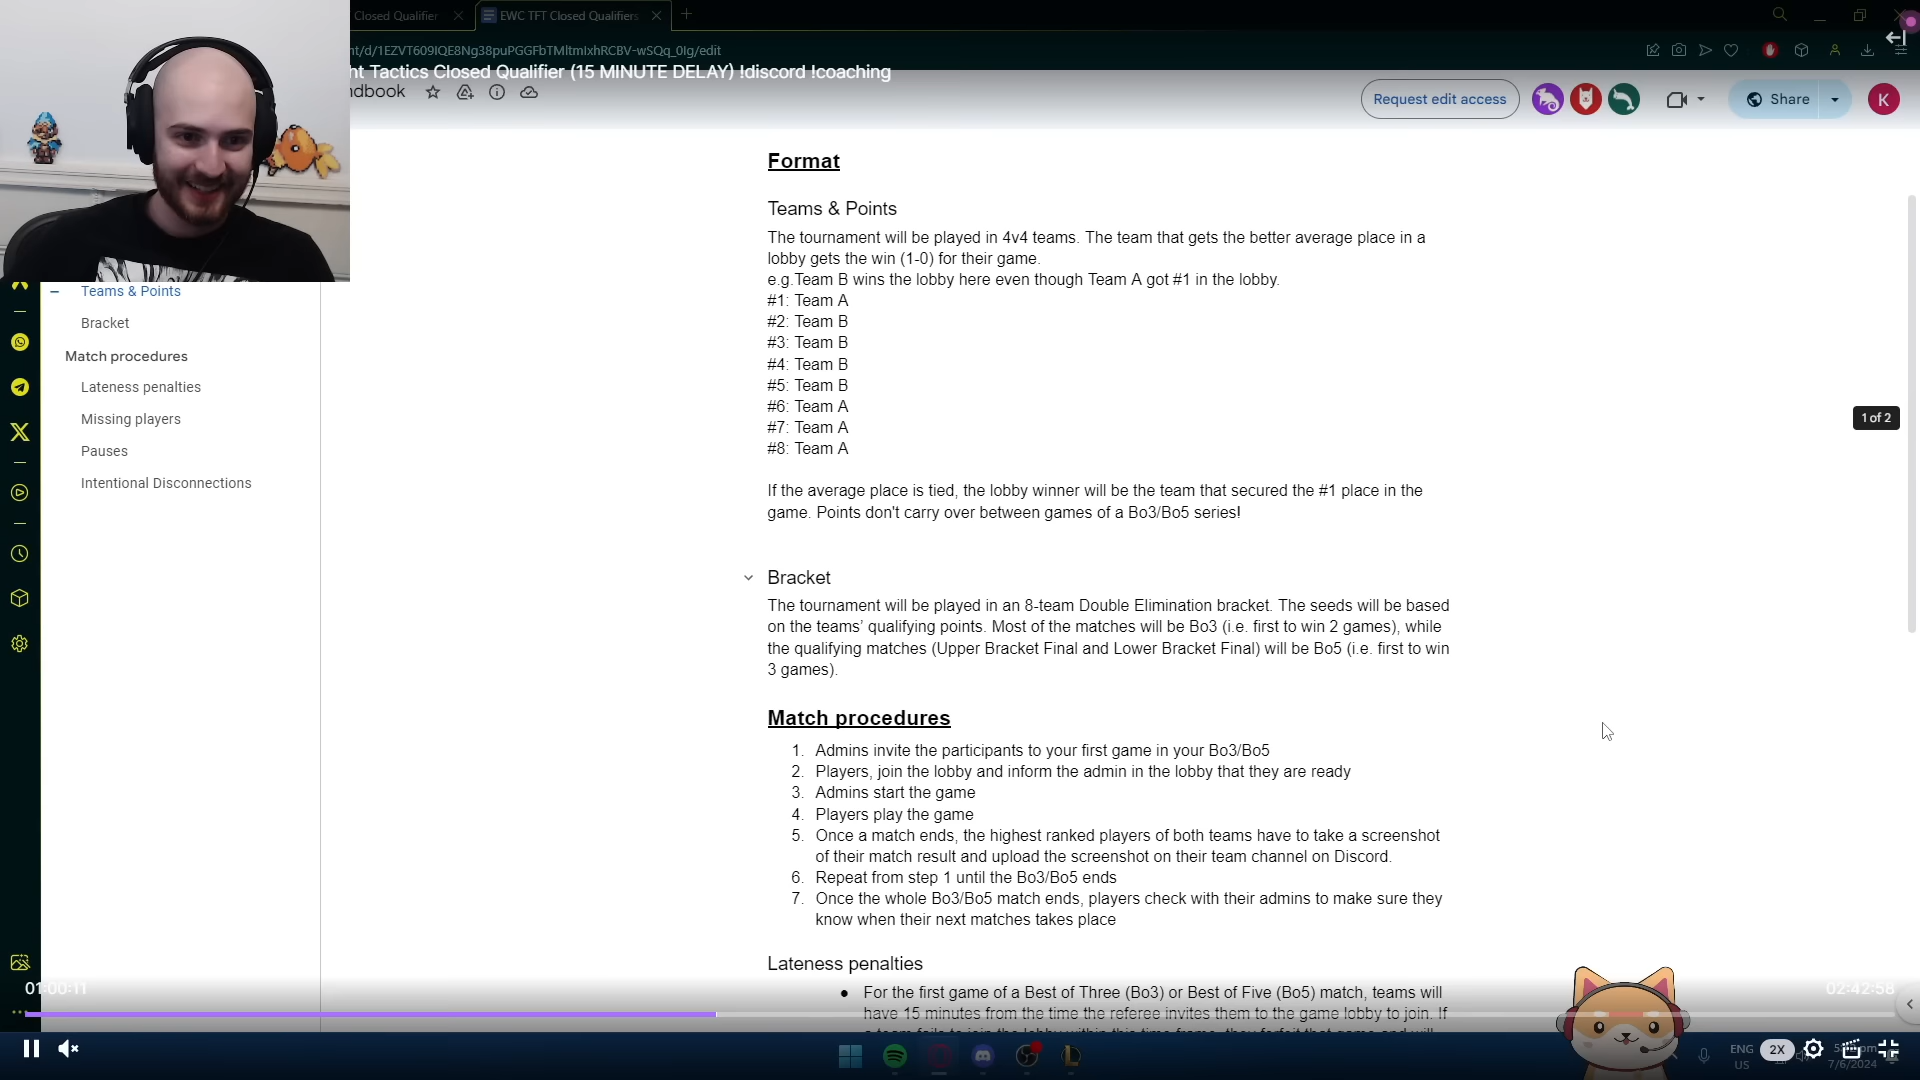 Closed Qualifier
EWC TFT Closed Qualifiers
nt/d/1EZVT609IQE8Ng38puPGGFbTMltmIxhRCBV-wSQq_0Ig/edit
ht Tactics Closed Qualifier (15 MINUTE DELAY) !discord !coaching
ndbook
Request edit access
Share
K
Teams & Points
Bracket
Match procedures
Lateness penalties
Missing players
Pauses
Intentional Disconnections
Format
Teams & Points
The tournament will be played in 4v4 teams. The team that gets the better average place in a
lobby gets the win (1-0) for their game.
e.g.Team B wins the lobby here even though Team A got #1 in the lobby.
#1: Team A
#2: Team B
#3: Team B
#4: Team B
#5: Team B
#6: Team A
#7: Team A
#8: Team A
If the average place is tied, the lobby winner will be the team that secured the #1 place in the
game. Points don't carry over between games of a Bo3/Bo5 series!
1 of 2
Bracket
The tournament will be played in an 8-team Double Elimination bracket. The seeds will be based
on the teams’ qualifying points. Most of the matches will be Bo3 (i.e. first to win 2 games), while
the qualifying matches (Upper Bracket Final and Lower Bracket Final) will be Bo5 (i.e. first to win
3 games).
Match procedures
1. Admins invite the participants to your first game in your Bo3/Bo5
2. Players, join the lobby and inform the admin in the lobby that they are ready
3. Admins start the game
4. Players play the game
5. Once a match ends, the highest ranked players of both teams have to take a screenshot
of their match result and upload the screenshot on their team channel on Discord.
6. Repeat from step 1 until the Bo3/Bo5 ends
7. Once the whole Bo3/Bo5 match ends, players check with their admins to make sure they
know when their next matches takes place
Lateness penalties
● For the first game of a Best of Three (Bo3) or Best of Five (Bo5) match, teams will
have 15 minutes from the time the referee invites them to the game lobby to join. If
01:00:11
02:42:58
ENG
US
2X
pm
7/6/2024